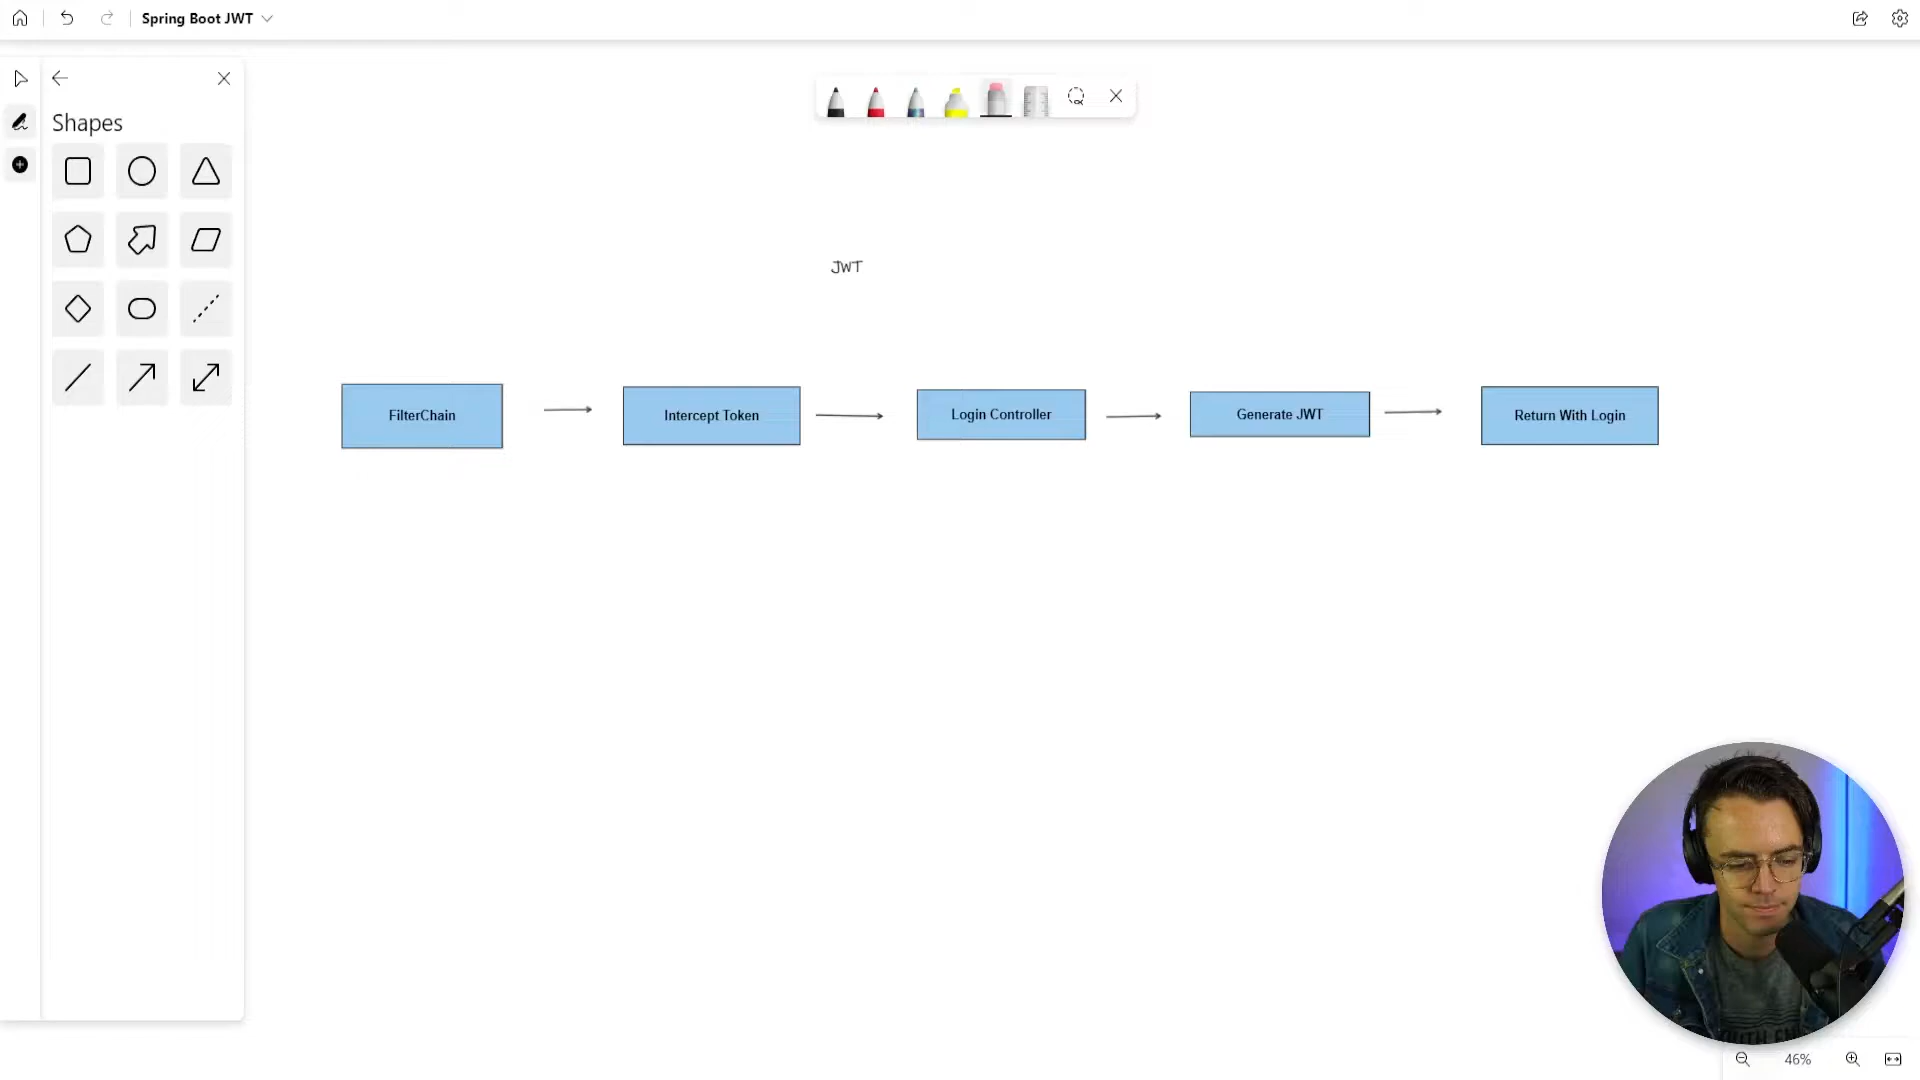 Spring Boot JWT
Shapes
JWT
FilterChain
Intercept Token
Login Controller
Generate JWT
Return With Login
46%